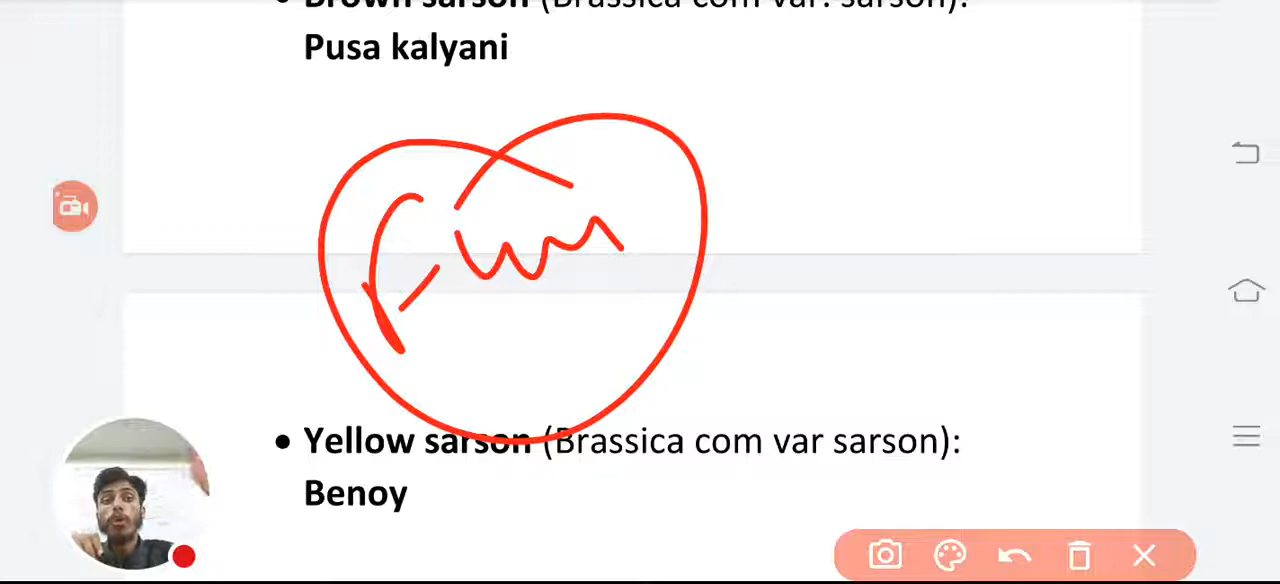 Pusa kalyani
• Yellow sarson (Brassica com var sarson):
Benoy